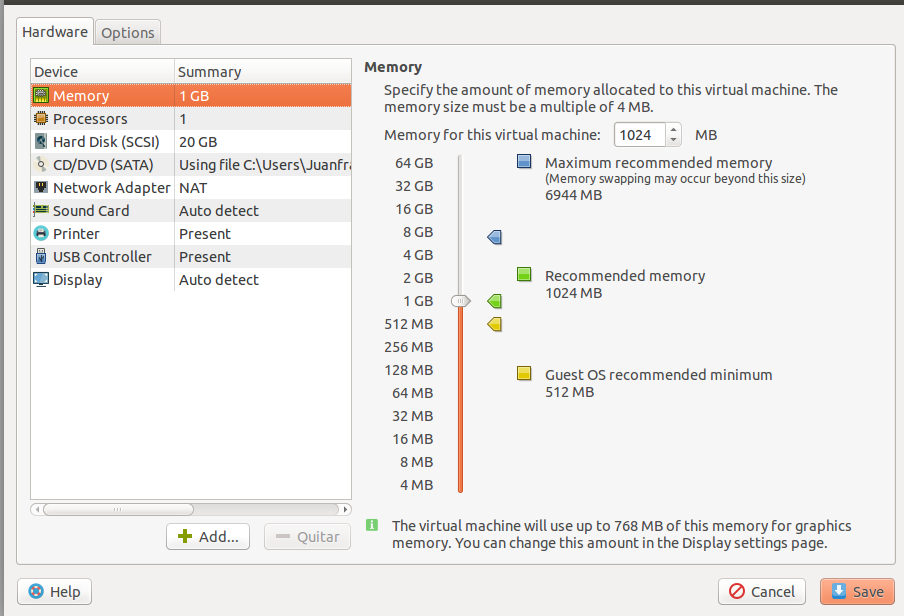 Hardware
Options
Device Summary
Memory 1 GB
Processors 1
Hard Disk (SCSI) 20 GB
CD/DVD (SATA) Using file C:\Users\Juanfra
Network Adapter NAT
Sound Card Auto detect
Printer Present
USB Controller Present
Display Auto detect
Add...
Quitar
Memory
Specify the amount of memory allocated to this virtual machine. The
memory size must be a multiple of 4 MB.
Memory for this virtual machine: 1024 MB
64 GB
32 GB
16 GB
8 GB
4 GB
2 GB
1 GB
512 MB
256 MB
128 MB
64 MB
32 MB
16 MB
8 MB
4 MB
Maximum recommended memory
(Memory swapping may occur beyond this size)
6944 MB
Recommended memory
1024 MB
Guest OS recommended minimum
512 MB
The virtual machine will use up to 768 MB of this memory for graphics
memory. You can change this amount in the Display settings page.
Help
Cancel
Save